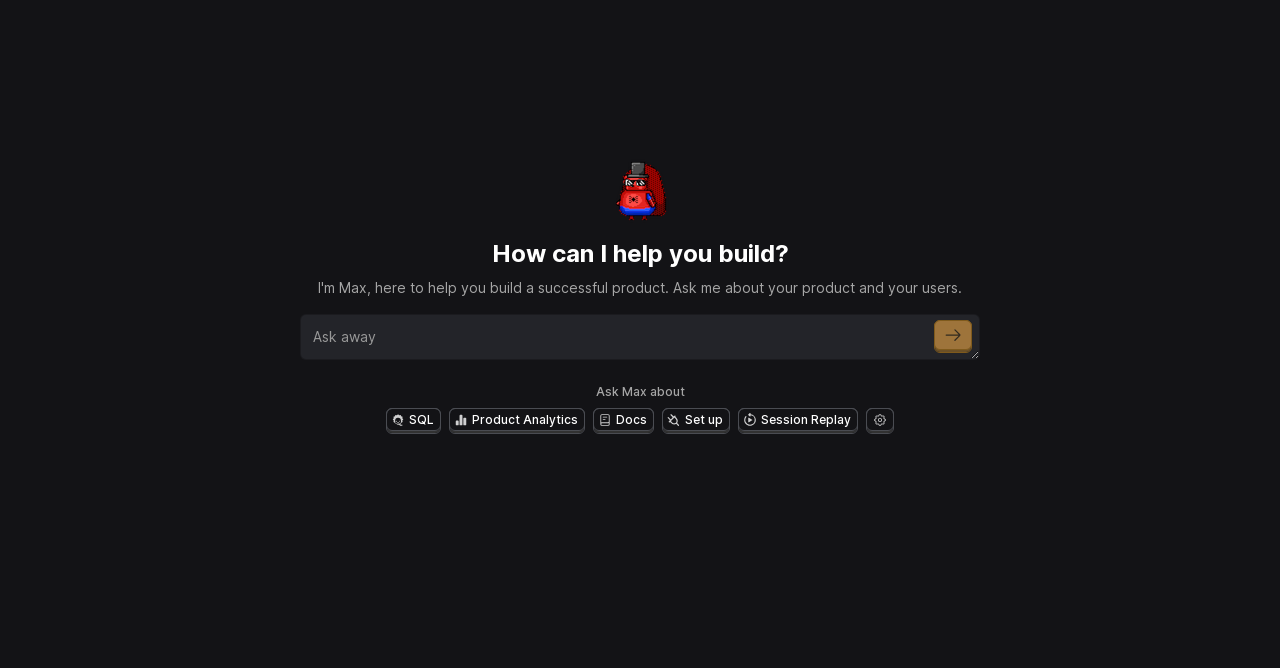 How can I help you build?
I'm Max, here to help you build a successful product. Ask me about your product and your users.
Ask away
Ask Max about
SQL Product Analytics Docs Set up Session Replay